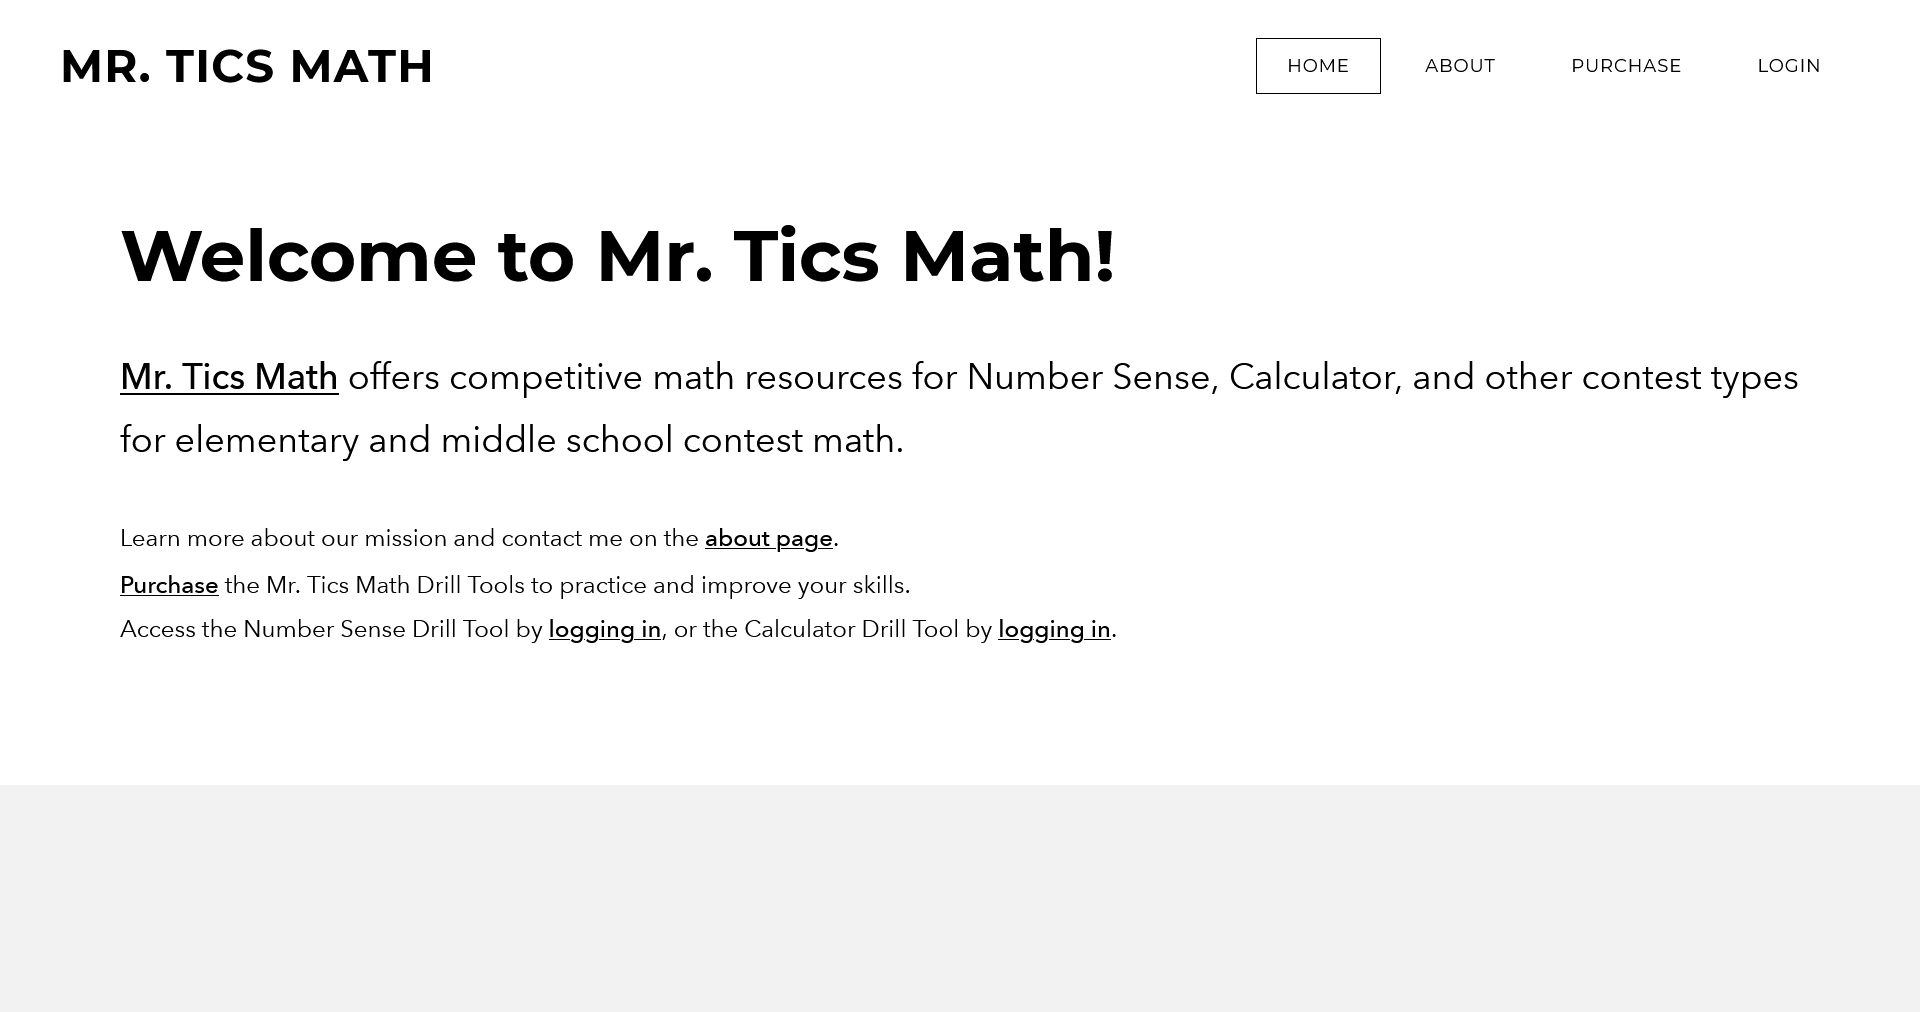 MR. TICS MATH
HOME
ABOUT
PURCHASE
LOGIN
Welcome to Mr. Tics Math!
Mr. Tics Math offers competitive math resources for Number Sense, Calculator, and other contest types
for elementary and middle school contest math.
Learn more about our mission and contact me on the about page.
Purchase the Mr. Tics Math Drill Tools to practice and improve your skills.
Access the Number Sense Drill Tool by logging in, or the Calculator Drill Tool by logging in.